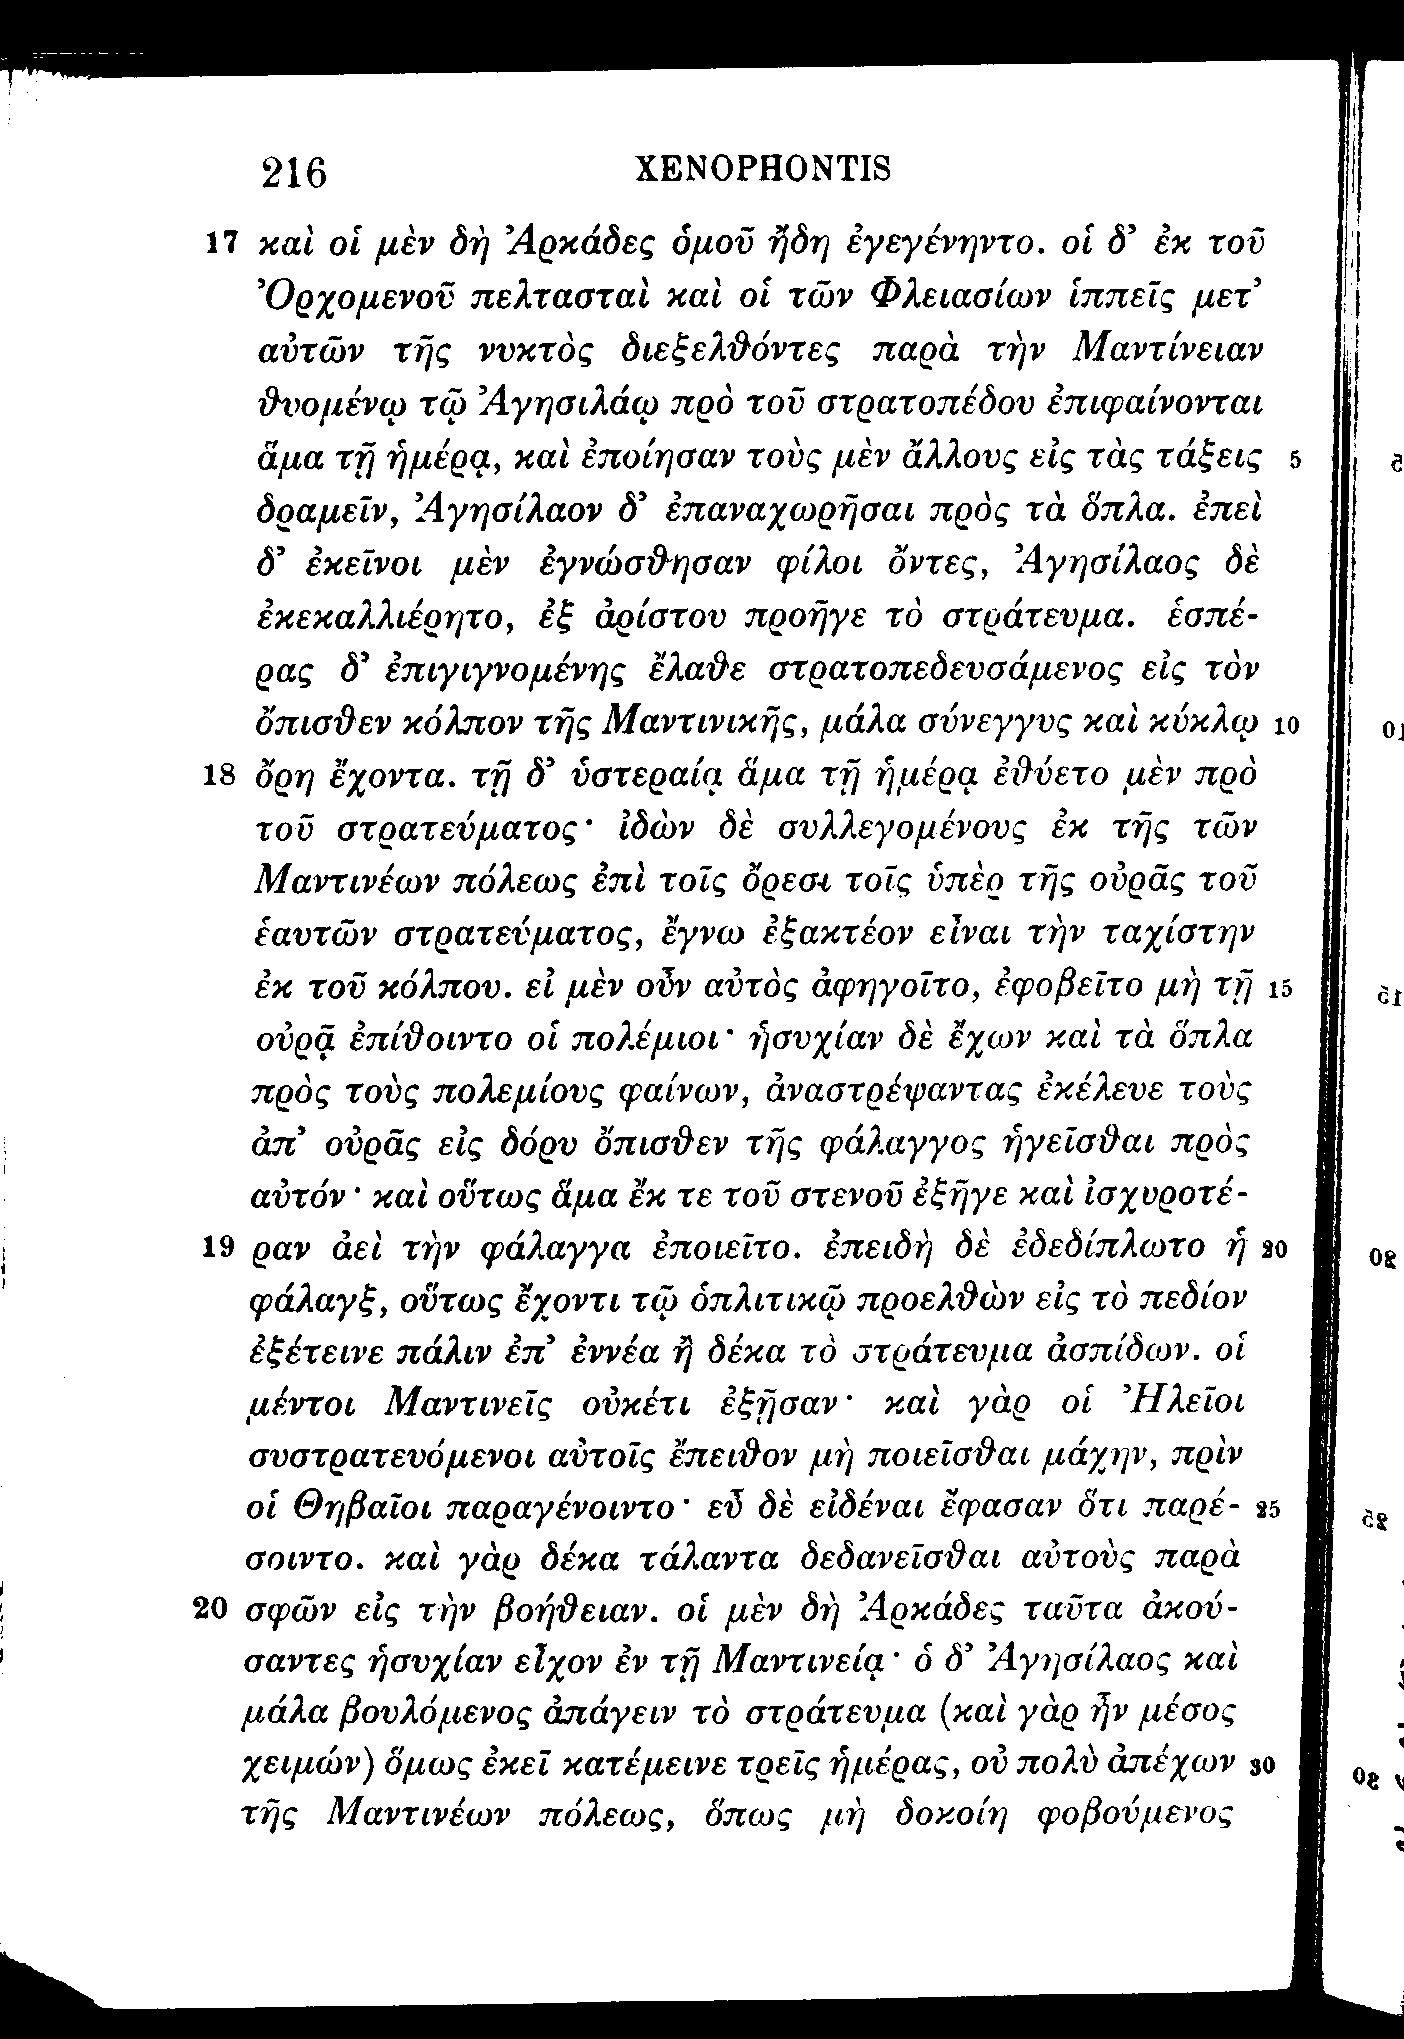 216 XENOPHONTIS
17 καὶ οἱ μὲν δὴ Ἀρκάδες ὁμοῦ ἤδη ἐγεγένηντο. οἱ δ’ ἐκ τοῦ
Ὀρχομενοῦ πελτασταὶ καὶ οἱ τῶν Φλειασίων ἱππεῖς μετ’
αὐτῶν τῆς νυκτὸς διεξελθόντες παρὰ τὴν Μαντίνειαν
θυομένῳ τῷ Ἀγησιλάῳ πρὸ τοῦ στρατοπέδου ἐπιφαίνονται
ἅμα τῇ ἡμέρᾳ, καὶ ἐποίησαν τοὺς μὲν ἄλλους εἰς τὰς τάξεις 5
δραμεῖν, Ἀγησίλαον δ’ ἐπαναχωρῆσαι πρὸς τὰ ὅπλα. ἐπεὶ
δ’ ἐκεῖνοι μὲν ἐγνώσθησαν φίλοι ὄντες, Ἀγησίλαος δὲ
ἐκεκαλλιέρητο, ἐξ ἀρίστου προῆγε τὸ στράτευμα. ἑσπέ-
ρας δ’ ἐπιγιγνομένης ἔλαθε στρατοπεδευσάμενος εἰς τὸν
ὄπισθεν κόλπον τῆς Μαντινικῆς, μάλα σύνεγγυς καὶ κύκλῳ 10
18 ὄρη ἔχοντα. τῇ δ’ ὑστεραίᾳ ἅμα τῇ ἡμέρᾳ ἐθύετο μὲν πρὸ
τοῦ στρατεύματος· ἰδὼν δὲ συλλεγομένους ἐκ τῆς τῶν
Μαντινέων πόλεως ἐπὶ τοῖς ὄρεσι τοῖς ὑπὲρ τῆς οὐρᾶς τοῦ
ἑαυτῶν στρατεύματος, ἔγνω ἐξακτέον εἶναι τὴν ταχίστην
ἐκ τοῦ κόλπου. εἰ μὲν οὖν αὐτὸς ἀφηγοῖτο, ἐφοβεῖτο μὴ τῇ 15
οὐρᾷ ἐπίθοιντο οἱ πολέμιοι· ἡσυχίαν δὲ ἔχων καὶ τὰ ὅπλα
πρὸς τοὺς πολεμίους φαίνων, ἀναστρέψαντας ἐκέλευε τοὺς
ἀπ’ οὐρᾶς εἰς δόρυ ὄπισθεν τῆς φάλαγγος ἡγεῖσθαι πρὸς
αὐτόν· καὶ οὕτως ἅμα ἔκ τε τοῦ στενοῦ ἐξῆγε καὶ ἰσχυροτέ-
19 ραν ἀεὶ τὴν φάλαγγα ἐποιεῖτο. ἐπειδὴ δὲ ἐδεδίπλωτο ἡ 20
φάλαγξ, οὕτως ἔχοντι τῷ ὁπλιτικῷ προελθὼν εἰς τὸ πεδίον
ἐξέτεινε πάλιν ἐπ’ ἐννέα ἢ δέκα τὸ στράτευμα ἀσπίδων. οἱ
μέντοι Μαντινεῖς οὐκέτι ἐξῇσαν· καὶ γὰρ οἱ Ἠλεῖοι
συστρατευόμενοι αὐτοῖς ἔπειθον μὴ ποιεῖσθαι μάχην, πρὶν
οἱ Θηβαῖοι παραγένοιντο· εὖ δὲ εἰδέναι ἔφασαν ὅτι παρέ- 25
σοιντο. καὶ γὰρ δέκα τάλαντα δεδανεῖσθαι αὐτοὺς παρὰ
20 σφῶν εἰς τὴν βοήθειαν. οἱ μὲν δὴ Ἀρκάδες ταῦτα ἀκού-
σαντες ἡσυχίαν εἶχον ἐν τῇ Μαντινείᾳ· ὁ δ’ Ἀγησίλαος καὶ
μάλα βουλόμενος ἀπάγειν τὸ στράτευμα (καὶ γὰρ ἦν μέσος
χειμών) ὅμως ἐκεῖ κατέμεινε τρεῖς ἡμέρας, οὐ πολὺ ἀπέχων 30
τῆς Μαντινέων πόλεως, ὅπως μὴ δοκοίη φοβούμενος